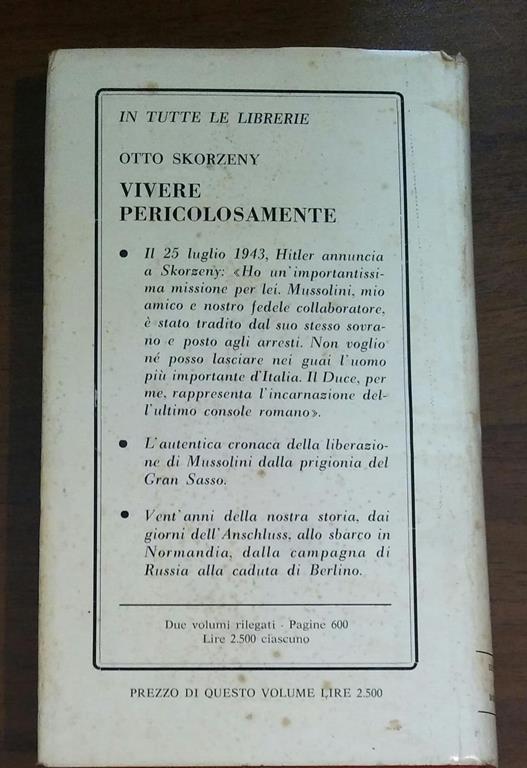 IN TUTTE LE LIBRERIE
OTTO SKORZENY
VIVERE
PERICOLOSAMENTE
● Il 25 luglio 1943, Hitler annuncia
a Skorzeny: «Ho un'importantissi-
ma missione per lei. Mussolini, mio
amico e nostro fedele collaboratore,
è stato tradito dal suo stesso sovra-
no e posto agli arresti. Non voglio
né posso lasciare nei guai l'uomo
più importante d'Italia. Il Duce, per
me, rappresenta l'incarnazione del-
l'ultimo console romano».
● L'autentica cronaca della liberazio-
ne di Mussolini dalla prigionia del
Gran Sasso.
● Vent'anni della nostra storia, dai
giorni dell'Anschluss, allo sbarco in
Normandia, dalla campagna di
Russia alla caduta di Berlino.
Due volumi rilegati - Pagine 600
Lire 2.500 ciascuno
PREZZO DI QUESTO VOLUME LIRE 2.500